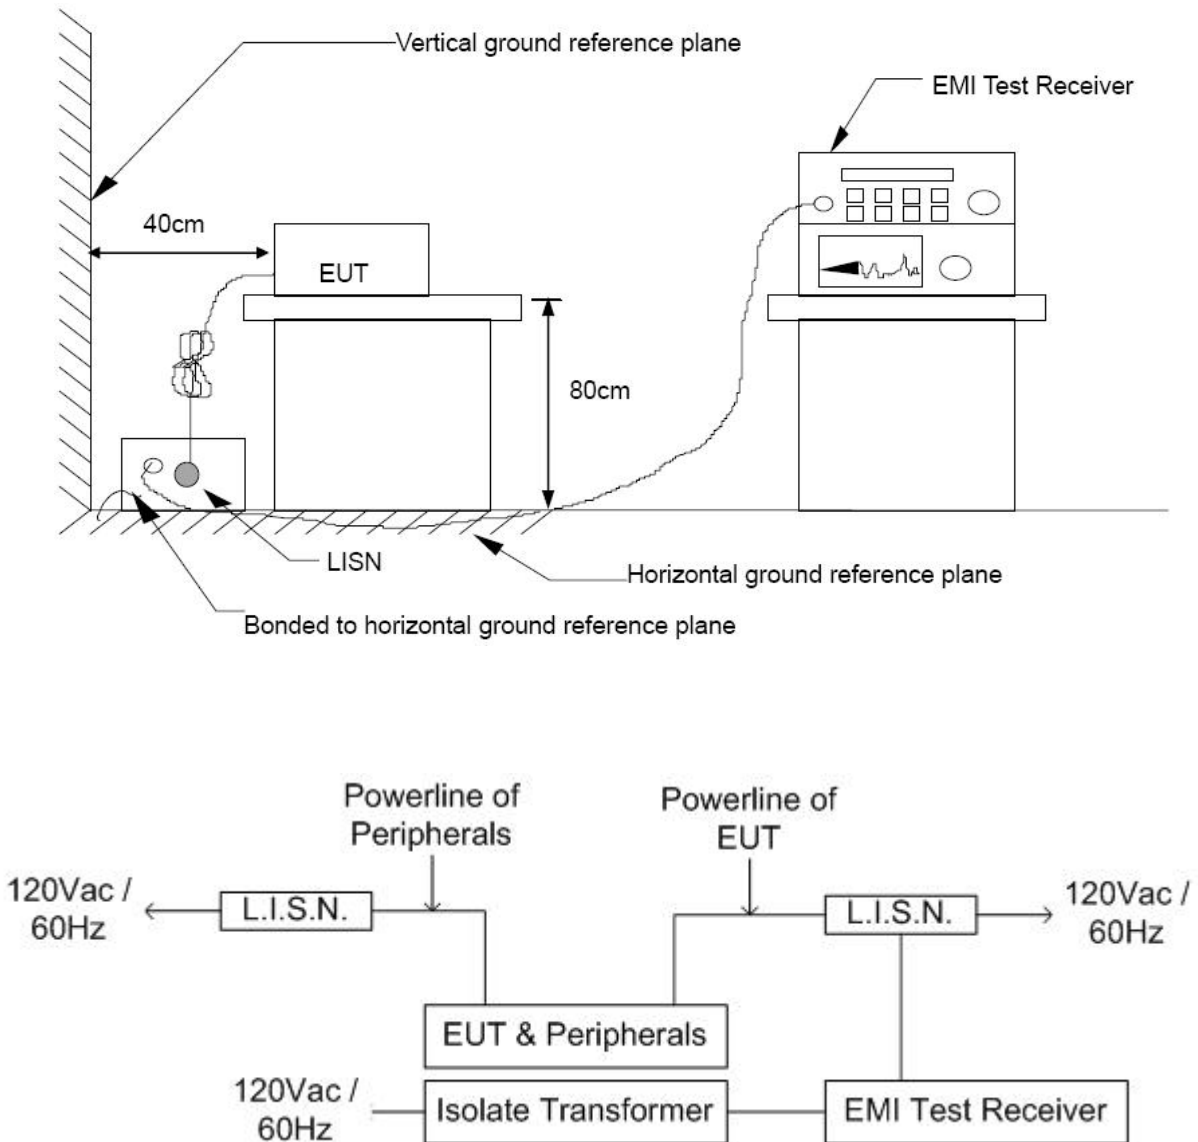 Vertical ground reference plane
EMI Test Receiver
40cm
EUT
80cm
LISN
Horizontal ground reference plane
Bonded to horizontal ground reference plane
Powerline of
Peripherals
Powerline of
EUT
120Vac /
60Hz
L.I.S.N.
L.I.S.N.
120Vac /
60Hz
EUT & Peripherals
120Vac /
60Hz
Isolate Transformer
EMI Test Receiver